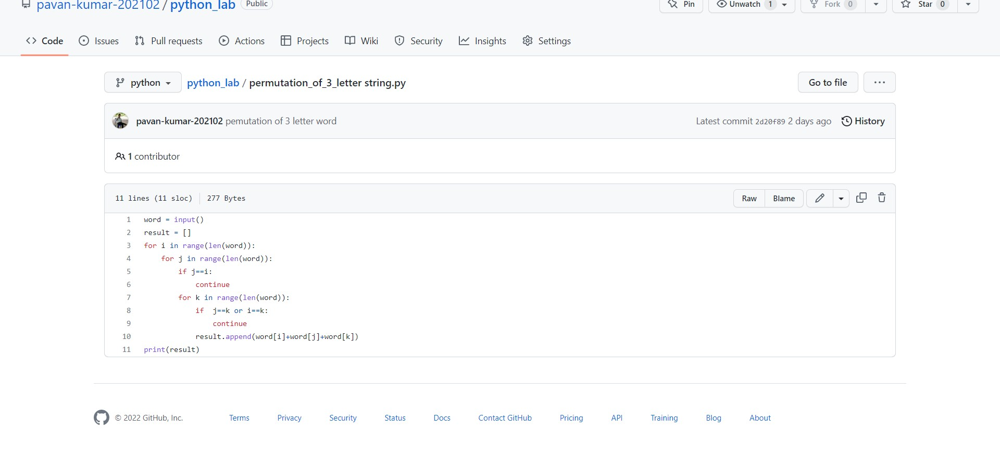 pavan-kumar-202102 / python_lab Public Pin Unwatch 1 Fork 0 Star 0
Code Issues Pull requests Actions Projects Wiki Security Insights Settings
python python_lab / permutation_of_3_letter string.py Go to file ...
pavan-kumar-202102 pemutation of 3 letter word Latest commit 2d20f89 2 days ago History
1 contributor
11 lines (11 sloc) 277 Bytes Raw Blame
1 word = input()
2 result = []
3 for i in range(len(word)):
4     for j in range(len(word)):
5         if j==i:
6             continue
7         for k in range(len(word)):
8             if  j==k or i==k:
9                 continue
10             result.append(word[i]+word[j]+word[k])
11 print(result)
© 2022 GitHub, Inc. Terms Privacy Security Status Docs Contact GitHub Pricing API Training Blog About